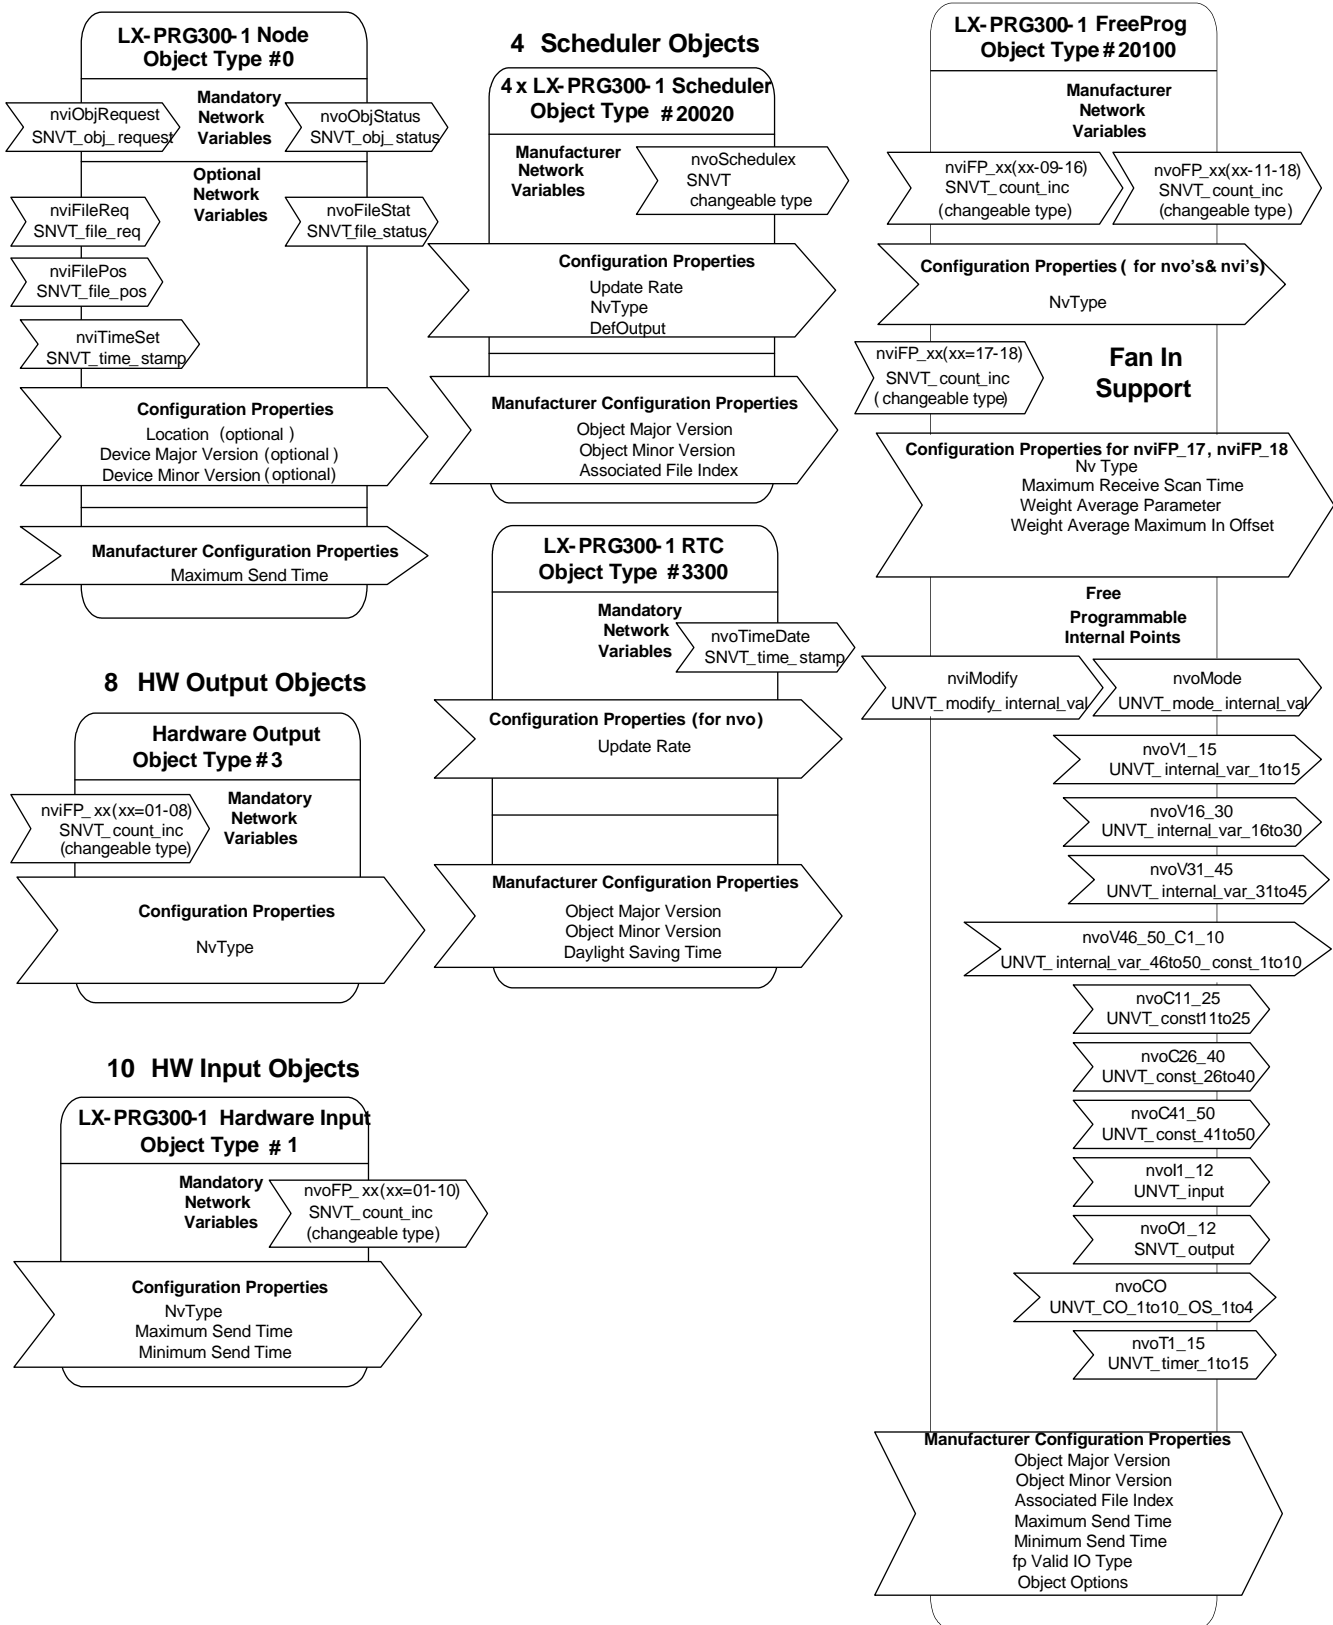 LX-PRG300-1 Node
Object Type #0
Mandatory
Network
Variables
nviObjRequest
SNVT_obj_request
nvoObjStatus
SNVT_obj_status
Optional
Network
Variables
nviFileReq
SNVT_file_req
nvoFileStat
SNVT_file_status
nviFilePos
SNVT_file_pos
nviTimeSet
SNVT_time_stamp
Configuration Properties
Location (optional)
Device Major Version (optional)
Device Minor Version (optional)
Manufacturer Configuration Properties
Maximum Send Time
8 HW Output Objects
Hardware Output
Object Type #3
nviFP_xx(xx=01-08)
SNVT_count_inc
(changeable type)
Mandatory
Network
Variables
Configuration Properties
NvType
10 HW Input Objects
LX-PRG300-1 Hardware Input
Object Type # 1
Mandatory
Network
Variables
nvoFP_xx(xx=01-10)
SNVT_count_inc
(changeable type)
Configuration Properties
NvType
Maximum Send Time
Minimum Send Time
4 Scheduler Objects
4 x LX-PRG300-1 Scheduler
Object Type #20020
Manufacturer
Network
Variables
nvoSchedulex
SNVT
changeable type
Configuration Properties
Update Rate
NvType
DefOutput
Manufacturer Configuration Properties
Object Major Version
Object Minor Version
Associated File Index
LX-PRG300-1 RTC
Object Type #3300
Mandatory
Network
Variables
nvoTimeDate
SNVT_time_stamp
Configuration Properties (for nvo)
Update Rate
Manufacturer Configuration Properties
Object Major Version
Object Minor Version
Daylight Saving Time
LX-PRG300-1 FreeProg
Object Type #20100
Manufacturer
Network
Variables
nviFP_xx(xx-09-16)
SNVT_count_inc
(changeable type)
nvoFP_xx(xx-11-18)
SNVT_count_inc
(changeable type)
Configuration Properties ( for nvo's& nvi's)
NvType
nviFP_xx(xx=17-18)
SNVT_count_inc
(changeable type)
Fan In
Support
Configuration Properties for nviFP_17, nviFP_18
Nv Type
Maximum Receive Scan Time
Weight Average Parameter
Weight Average Maximum In Offset
Free
Programmable
Internal Points
nviModify
UNVT_modify_internal_val
nvoMode
UNVT_mode_internal_val
nvoV1_15
UNVT_internal_var_1to15
nvoV16_30
UNVT_internal_var_16to30
nvoV31_45
UNVT_internal_var_31to45
nvoV46_50_C1_10
UNVT_internal_var_46to50_const_1to10
nvoC11_25
UNVT_const11to25
nvoC26_40
UNVT_const_26to40
nvoC41_50
UNVT_const_41to50
nvoI1_12
UNVT_input
nvoO1_12
SNVT_output
nvoCO
UNVT_CO_1to10_OS_1to4
nvoT1_15
UNVT_timer_1to15
Manufacturer Configuration Properties
Object Major Version
Object Minor Version
Associated File Index
Maximum Send Time
Minimum Send Time
fp Valid IO Type
Object Options